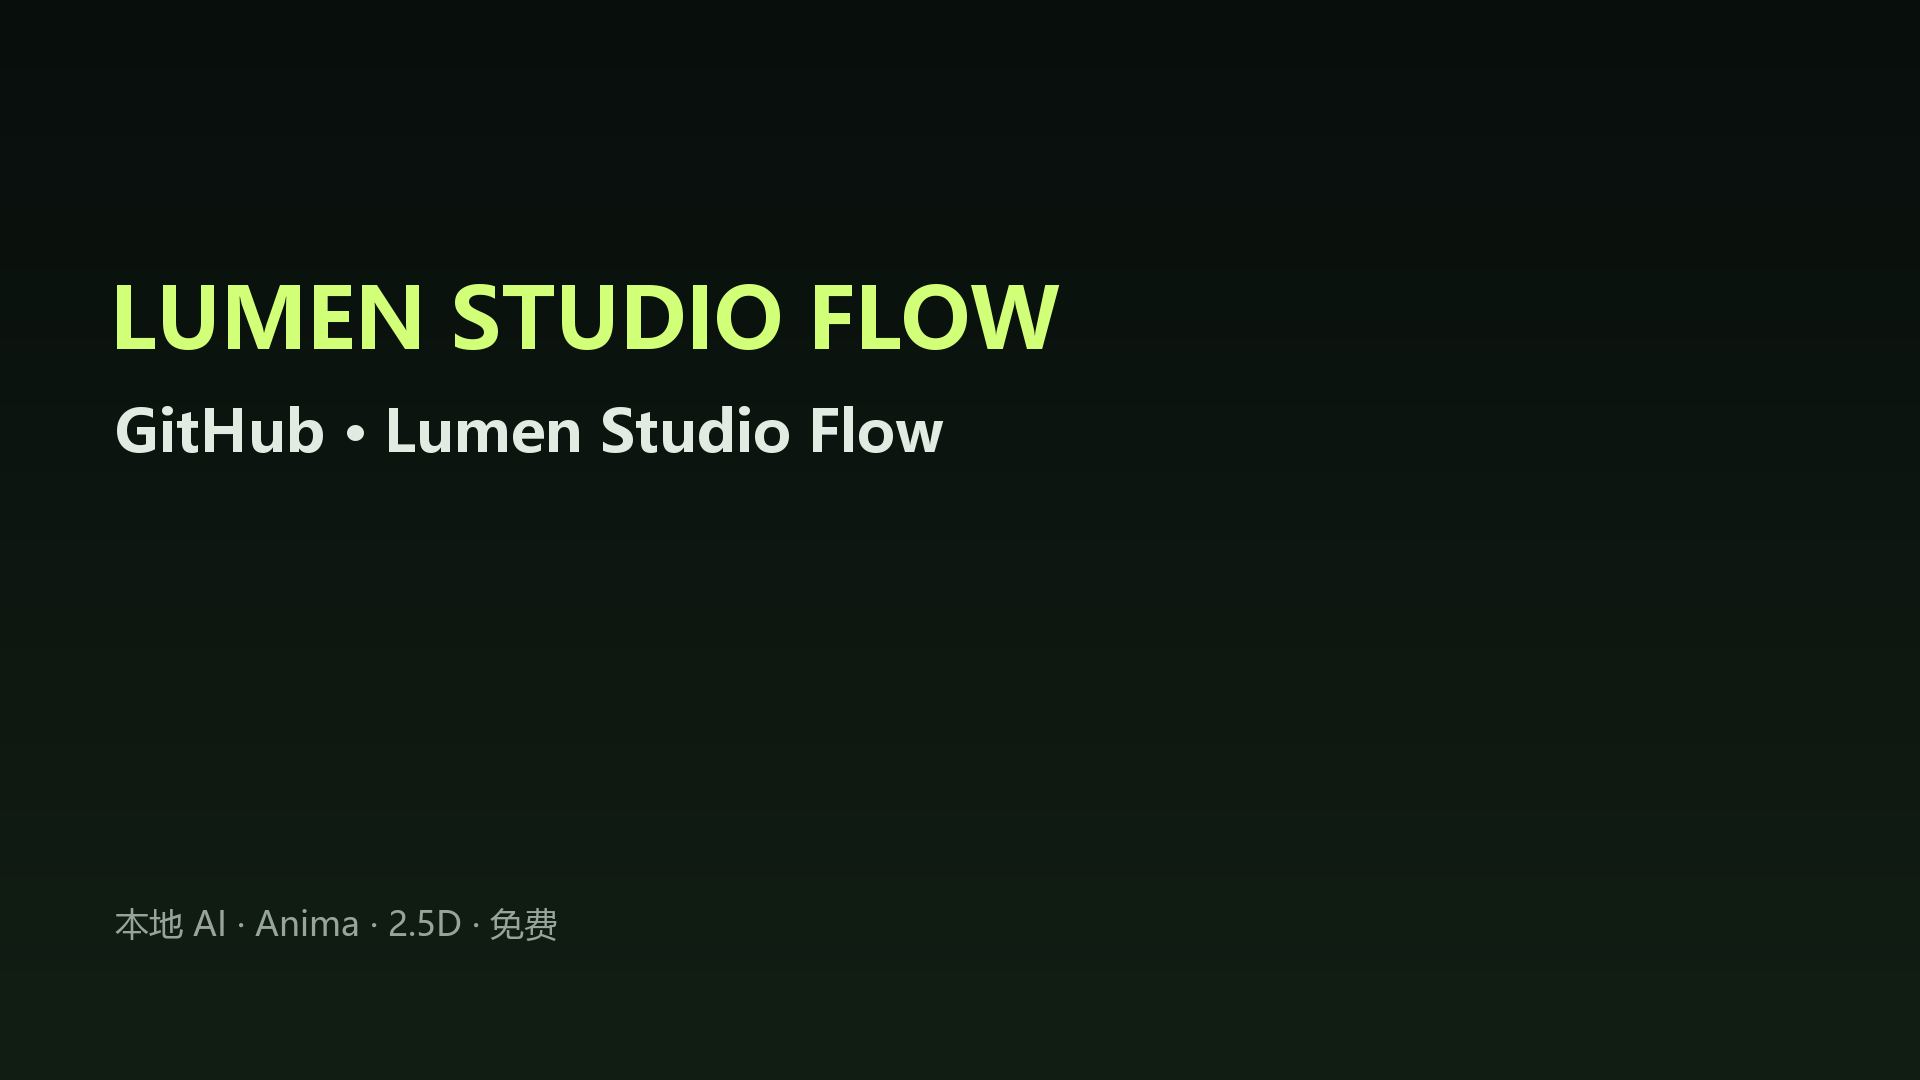 LUMEN STUDIO FLOW
GitHub • Lumen Studio Flow
本地 AI · Anima · 2.5D · 免费